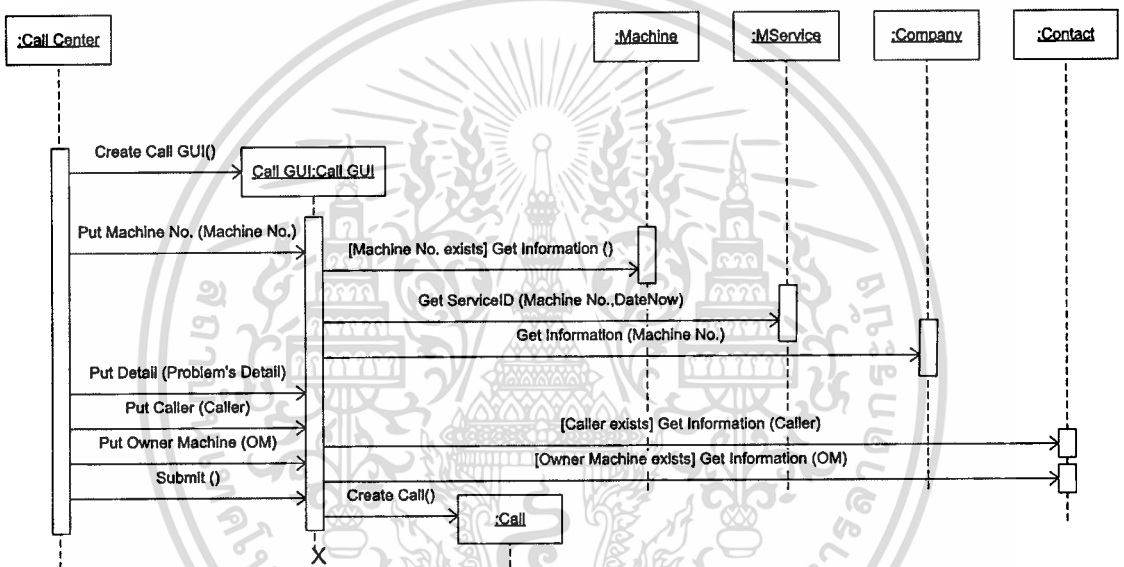 :Call Center
:Machine
:MService
:Company
:Contact
Create Call GUI()
Call GUI:Call GUI
Put Machine No. (Machine No.)
[Machine No. exists] Get Information ()
Get ServiceID (Machine No.,DateNow)
Get Information (Machine No.)
Put Detail (Problem's Detail)
Put Caller (Caller)
[Caller exists] Get Information (Caller)
Put Owner Machine (OM)
[Owner Machine exists] Get Information (OM)
Submit ()
Create Call()
:Call
X